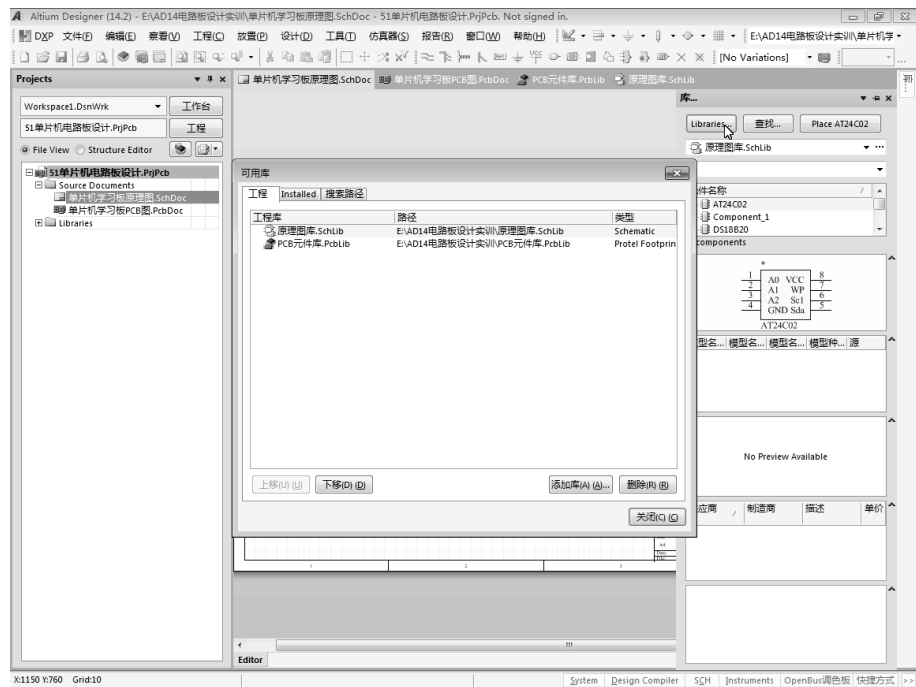 Altium Designer (14.2) - E:\AD14电路板设计实训\单片机学习板原理图.SchDoc - 51单片机电路板设计.PrjPcb. Not signed in.
DXP 文件(F) 编辑(E) 察看(V) 工程(C) 放置(P) 设计(D) 工具(T) 仿真器(S) 报告(R) 窗口(W) 帮助(H) E:\AD14电路板设计实训\单片机学
[No Variations]
Projects
单片机学习板原理图.SchDoc 单片机学习板PCB图.PcbDoc PCB元件库.PcbLib 原理图库.SchLib
库...
Workspace1.DsnWrk 工作台
51单片机电路板设计.PrjPcb 工程
File View Structure Editor
51单片机电路板设计.PrjPcb
Source Documents
单片机学习板原理图.SchDoc
单片机学习板PCB图.PcbDoc
Libraries
可用库
工程 Installed 搜索路径
工程库 路径 类型
原理图库.SchLib E:\AD14电路板设计实训\原理图库.SchLib Schematic
PCB元件库.PcbLib E:\AD14电路板设计实训\PCB元件库.PcbLib Protel Footprin
上移(U) (U) 下移(D) (D) 添加库(A) (A)... 删除(R) (R)
关闭(C) (C)
Libraries... 查找... Place AT24C02
原理图库.SchLib
件名称
AT24C02
Component_1
DS18B20
components
*
1 A0 VCC 8
2 A1 WP 7
3 A2 Scl 6
4 GND Sda 5
AT24C02
型名... 模型名... 模型名... 模型种... 源
No Preview Available
应商 制造商 描述 单价
A4
1 2 3
Editor
X:1150 Y:760 Grid:10
System Design Compiler SCH Instruments OpenBus调色板 快捷方式 >>